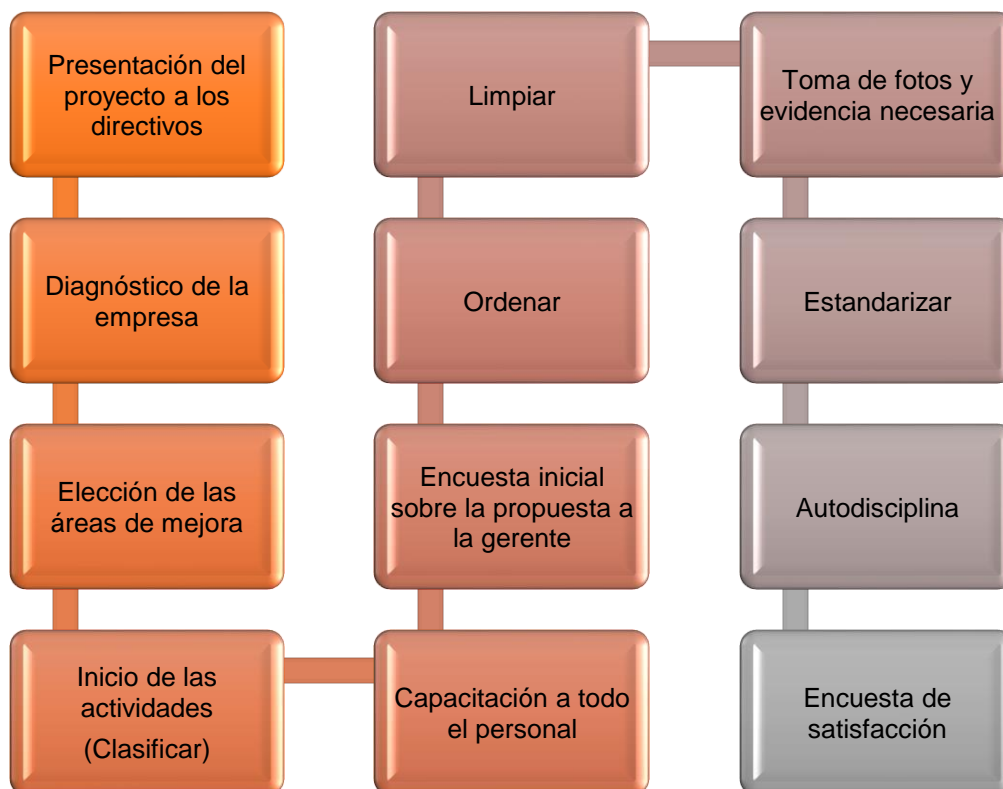 Presentación del
proyecto a los
directivos
Diagnóstico de la
empresa
Elección de las
áreas de mejora
Inicio de las
actividades
(Clasificar)
Capacitación a todo
el personal
Encuesta inicial
sobre la propuesta a
la gerente
Ordenar
Limpiar
Toma de fotos y
evidencia necesaria
Estandarizar
Autodisciplina
Encuesta de
satisfacción